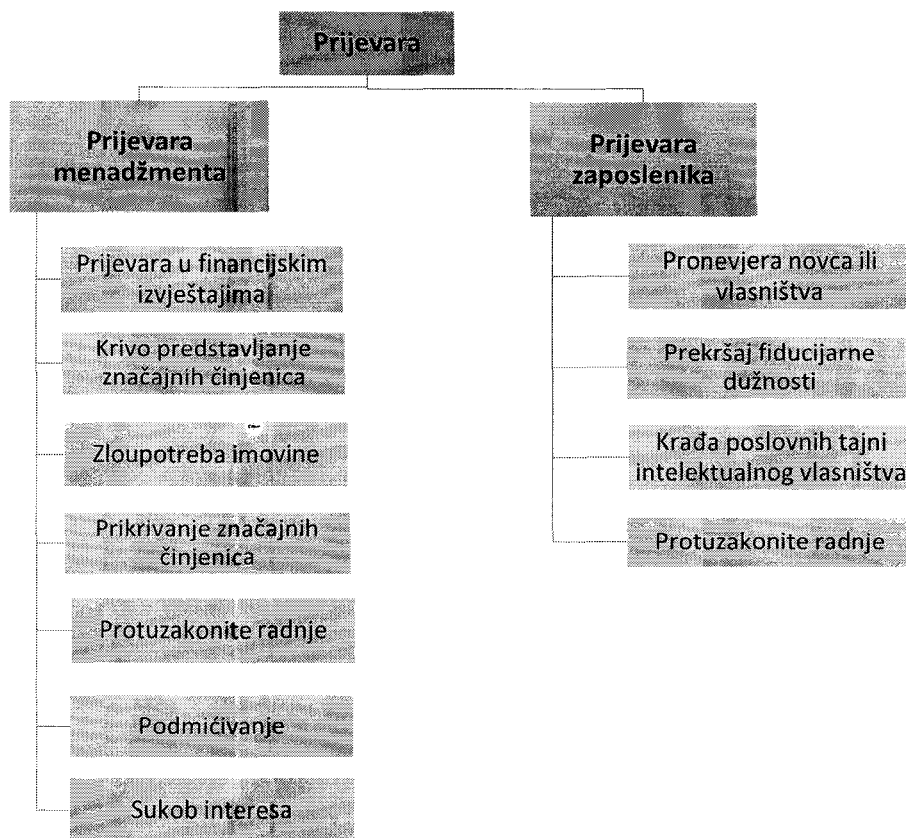 Prijevara
Prijevara
menadžmenta
Prijevara u financijskim
izvještajima
Krivo predstavljanje
značajnih činjenica
Zloupotreba imovine
Prikrivanje značajnih
činjenica
Protuzakonite radnje
Podmićivanje
Sukob interesa
Prijevara
zaposlenika
Pronevjera novca ili
vlasništva
Prekršaj fiducijarne
dužnosti
Krađa poslovnih tajni
intelektualnog vlasništva
Protuzakonite radnje